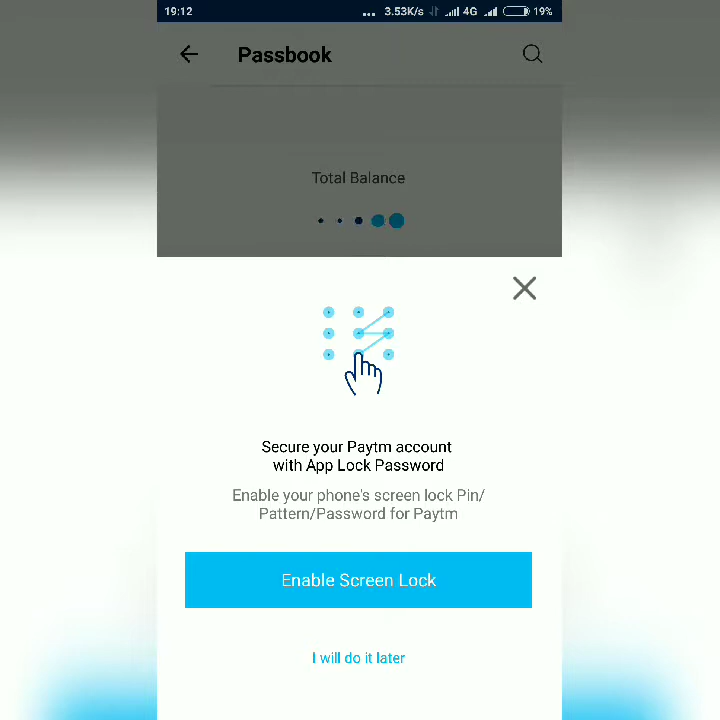 19:12 ... 3.53K/s 4G 19%
Passbook
Total Balance
Secure your Paytm account
with App Lock Password
Enable your phone's screen lock Pin/
Pattern/Password for Paytm
Enable Screen Lock
I will do it later